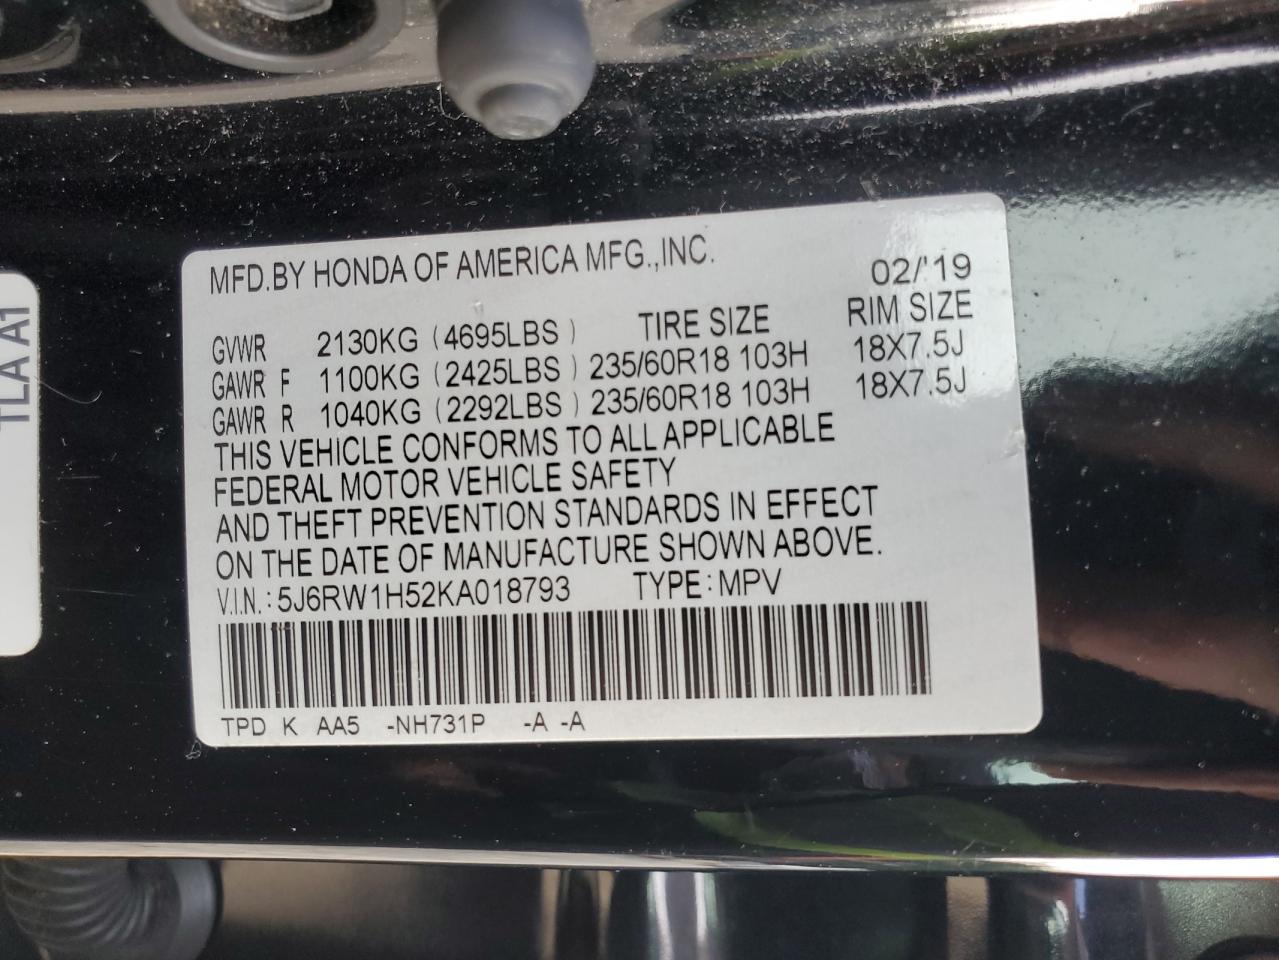 MFD.BY HONDA OF AMERICA MFG.,INC. 02/'19
TIRE SIZE RIM SIZE
GVWR 2130KG (4695LBS)
GAWR F 1100KG (2425LBS) 235/60R18 103H 18X7.5J
GAWR R 1040KG (2292LBS) 235/60R18 103H 18X7.5J
THIS VEHICLE CONFORMS TO ALL APPLICABLE
FEDERAL MOTOR VEHICLE SAFETY
AND THEFT PREVENTION STANDARDS IN EFFECT
ON THE DATE OF MANUFACTURE SHOWN ABOVE.
V.I.N.:5J6RW1H52KA018793 TYPE:MPV
TPD K AA5 -NH731P -A -A
TLA A1